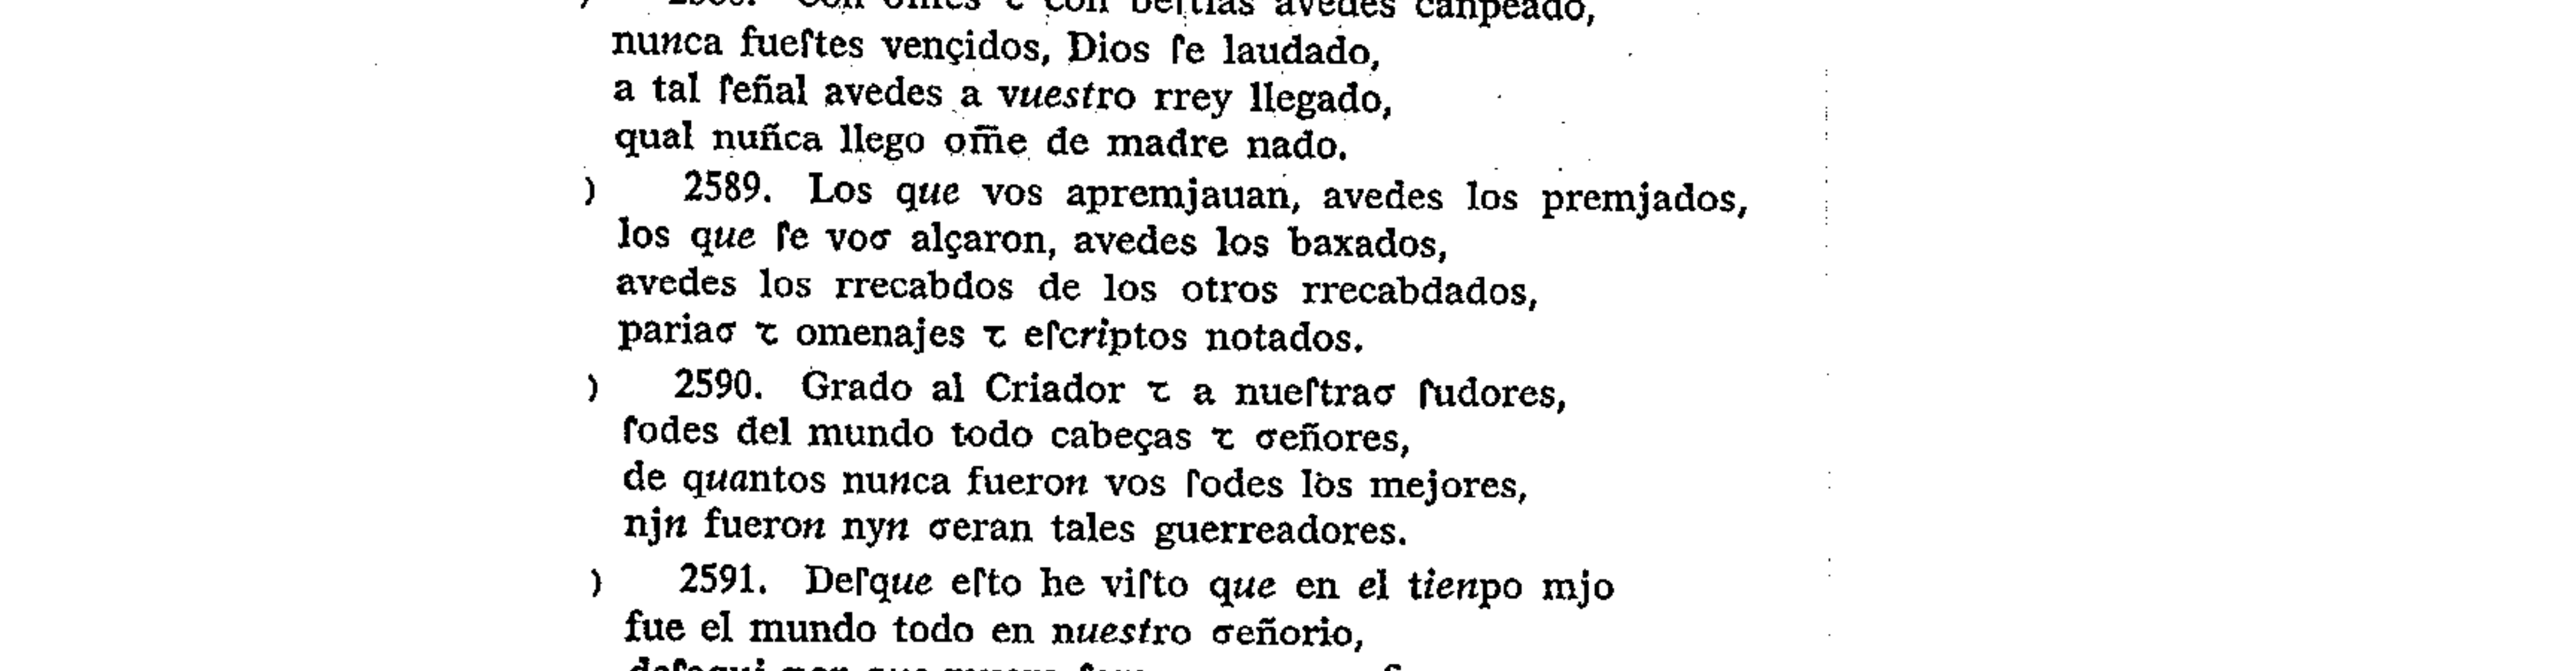 ) 2588. Con omes τ con beſtias avedes canpeado,
nunca fueſtes vençidos, Dios ſe laudado,
a tal ſeñal avedes a vuestro rrey llegado,
qual nuñca llego om̃e de madre nado.
) 2589. Los que vos apremjauan, avedes los premjados,
los que ſe voσ alçaron, avedes los baxados,
avedes los rrecabdos de los otros rrecabdados,
pariaσ τ omenajes τ eſcriptos notados.
) 2590. Grado al Criador τ a nueſtraσ ſudores,
ſodes del mundo todo cabeças τ σeñores,
de quantos nunca fueron vos ſodes los mejores,
njn fueron nyn σeran tales guerreadores.
) 2591. Deſque eſto he viſto que en el tienpo mjo
fue el mundo todo en nuestro σeñorio,